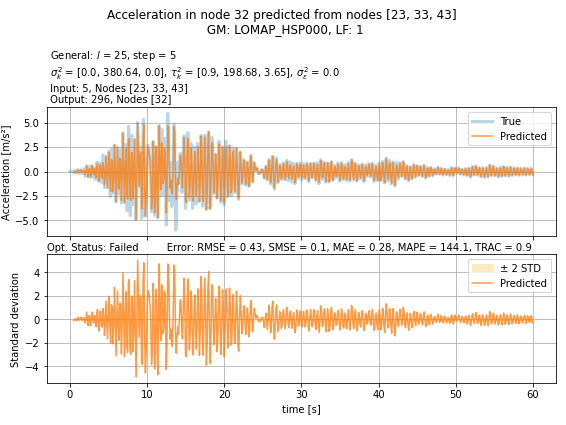 Acceleration in node 32 predicted from nodes [23, 33, 43]
GM: LOMAP_HSP000, LF: 1
General: l = 25, step = 5
σ²ₖ = [0.0, 380.64, 0.0], τ²ₖ = [0.9, 198.68, 3.65], σ²ₑ = 0.0
Input: 5, Nodes [23, 33, 43]
Output: 296, Nodes [32]
Acceleration [m/s²]
5.0
2.5
0.0
−2.5
−5.0
True
Predicted
Opt. Status: Failed
Error: RMSE = 0.43, SMSE = 0.1, MAE = 0.28, MAPE = 144.1, TRAC = 0.9
Standard deviation
4
2
0
−2
−4
± 2 STD
Predicted
0 10 20 30 40 50 60
time [s]